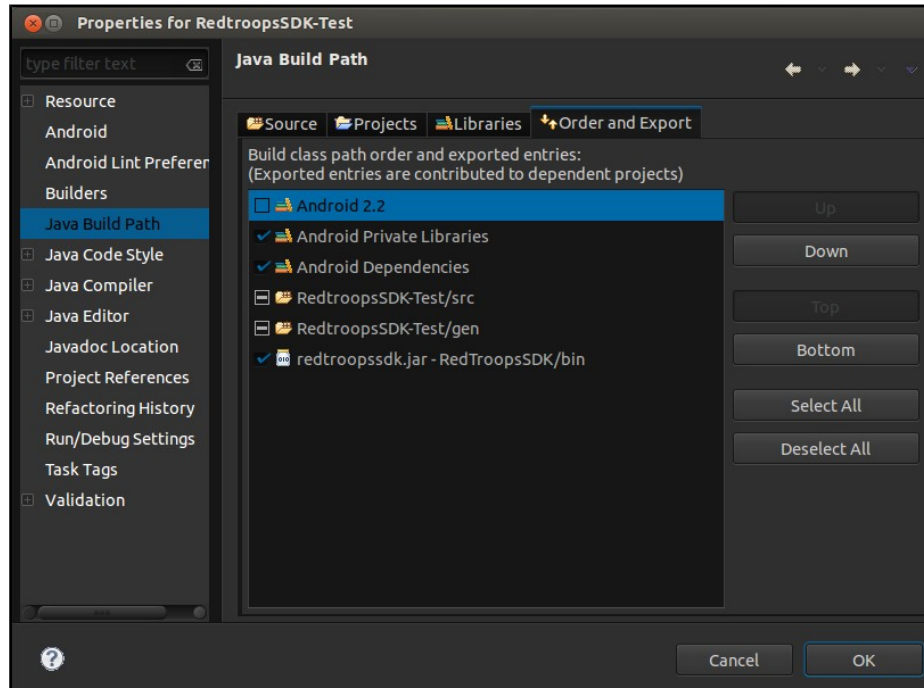 Properties for RedtroopsSDK-Test
type filter text
Resource
Android
Android Lint Preferen
Builders
Java Build Path
Java Code Style
Java Compiler
Java Editor
Javadoc Location
Project References
Refactoring History
Run/Debug Settings
Task Tags
Validation
Java Build Path
Source Projects Libraries Order and Export
Build class path order and exported entries:
(Exported entries are contributed to dependent projects)
Android 2.2
Android Private Libraries
Android Dependencies
RedtroopsSDK-Test/src
RedtroopsSDK-Test/gen
redtroopssdk.jar - RedTroopsSDK/bin
Up
Down
Top
Bottom
Select All
Deselect All
Cancel
OK